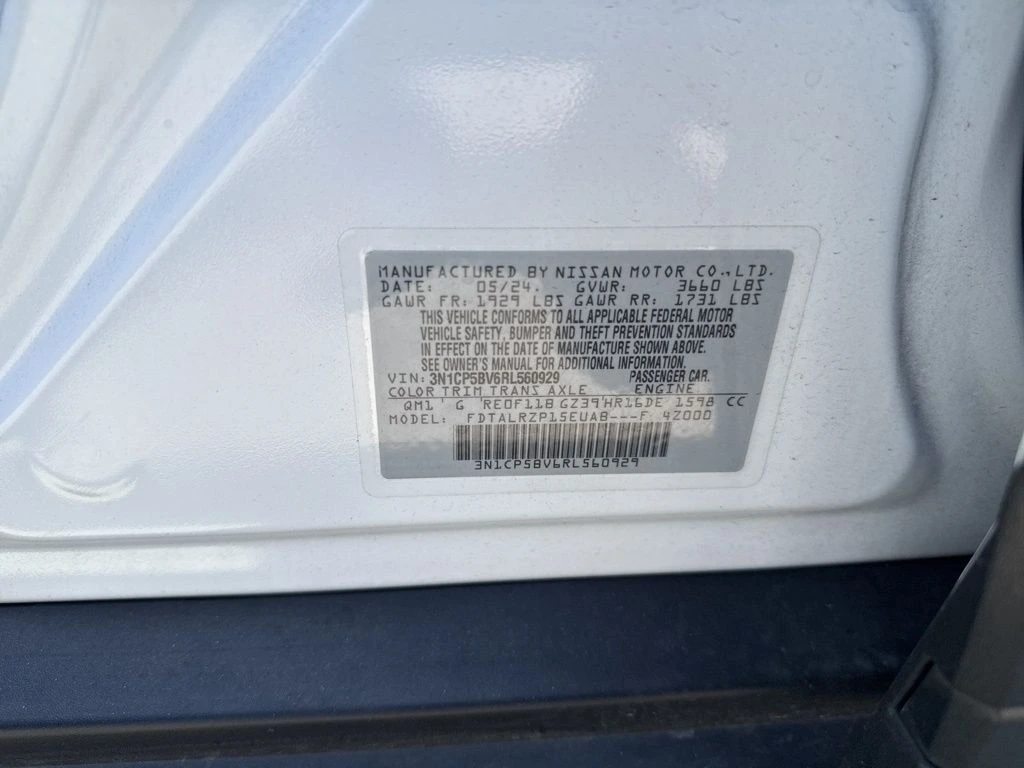 MANUFACTURED BY NISSAN MOTOR CO., LTD.
DATE: 05/24. GVWR: 3660 LBS
GAWR FR: 1929 LBS GAWR RR: 1731 LBS
THIS VEHICLE CONFORMS TO ALL APPLICABLE FEDERAL MOTOR
VEHICLE SAFETY, BUMPER AND THEFT PREVENTION STANDARDS
IN EFFECT ON THE DATE OF MANUFACTURE SHOWN ABOVE.
SEE OWNER'S MANUAL FOR ADDITIONAL INFORMATION.
VIN: 3N1CP5BV6RL560929 PASSENGER CAR.
COLOR TRIM TRANS AXLE ENGINE
QM1 G RE0F11B GZ39 HR16DE 1598 CC
MODEL: FDTALRZP15EUAB---F 4Z000
3N1CP5BV6RL560929